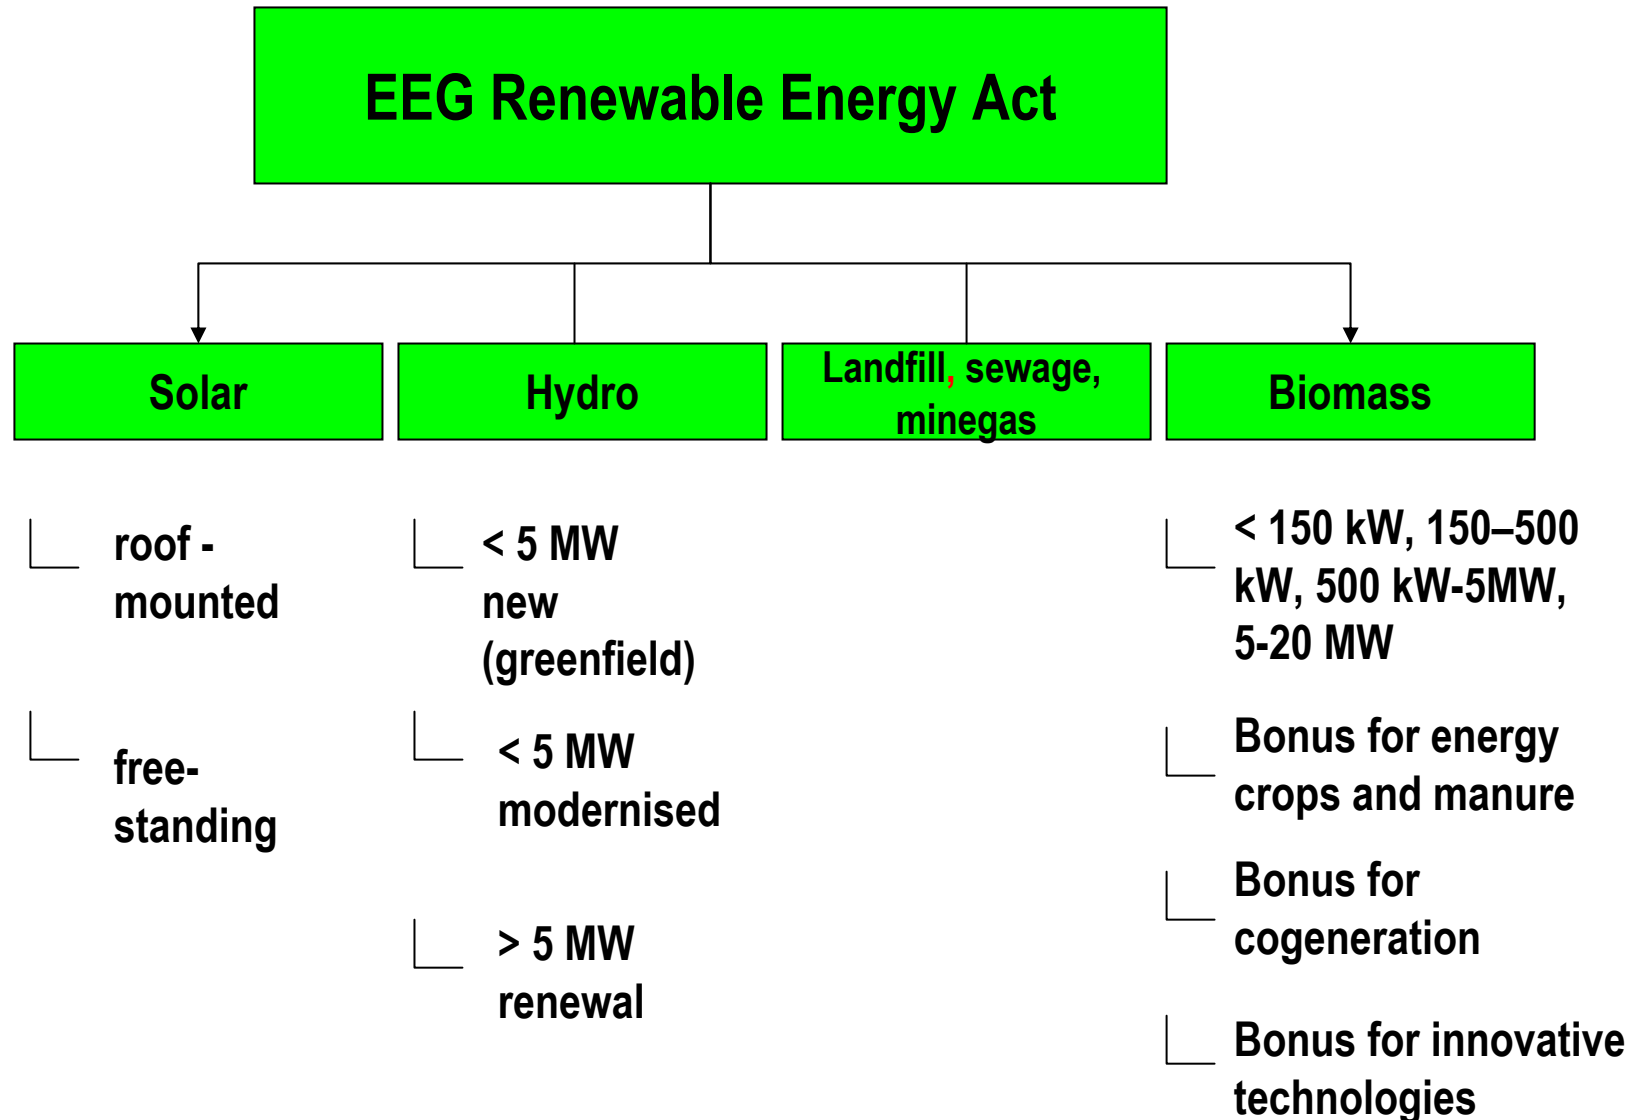 EEG Renewable Energy Act
Solar
Hydro
Landfill, sewage,
minegas
Biomass
roof -
mounted
free-
standing
< 5 MW
new
(greenfield)
< 5 MW
modernised
> 5 MW
renewal
< 150 kW, 150–500
kW, 500 kW-5MW,
5-20 MW
Bonus for energy
crops and manure
Bonus for
cogeneration
Bonus for innovative
technologies